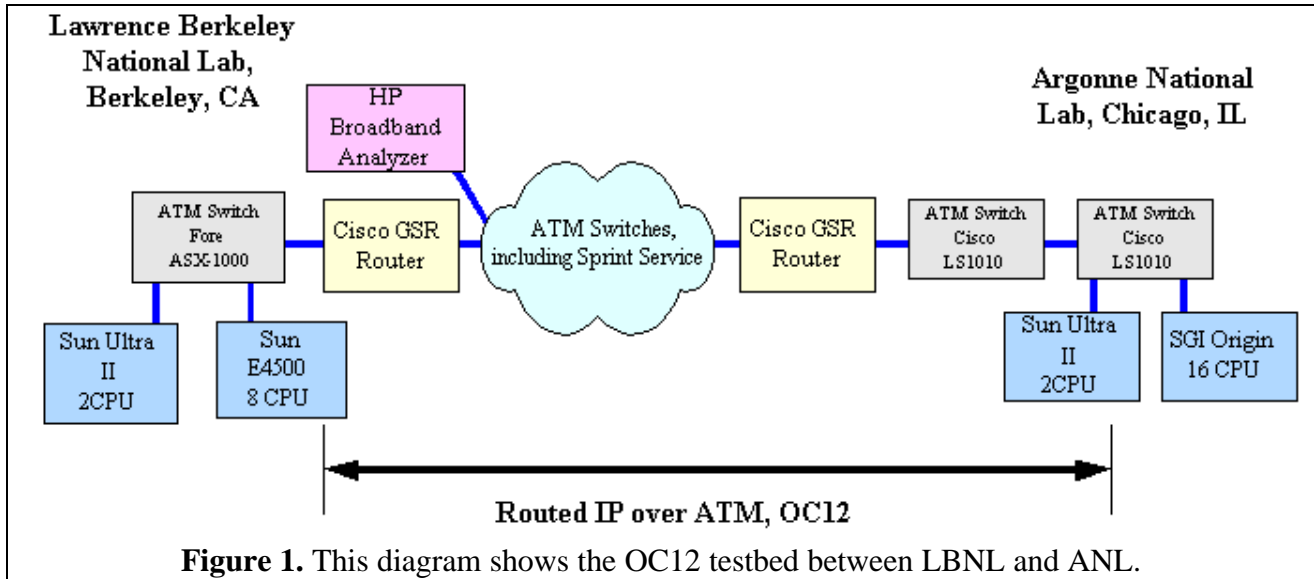 Lawrence Berkeley
National Lab,
Berkeley, CA
HP
Broadband
Analyzer
Argonne National
Lab, Chicago, IL
ATM Switch
Fore
ASX-1000
Cisco GSR
Router
ATM Switches,
including Sprint Service
Cisco GSR
Router
ATM Switch
Cisco
LS1010
ATM Switch
Cisco
LS1010
Sun Ultra
II
2CPU
Sun
E4500
8 CPU
Sun Ultra
II
2CPU
SGI Origin
16 CPU
Routed IP over ATM, OC12
Figure 1. This diagram shows the OC12 testbed between LBNL and ANL.